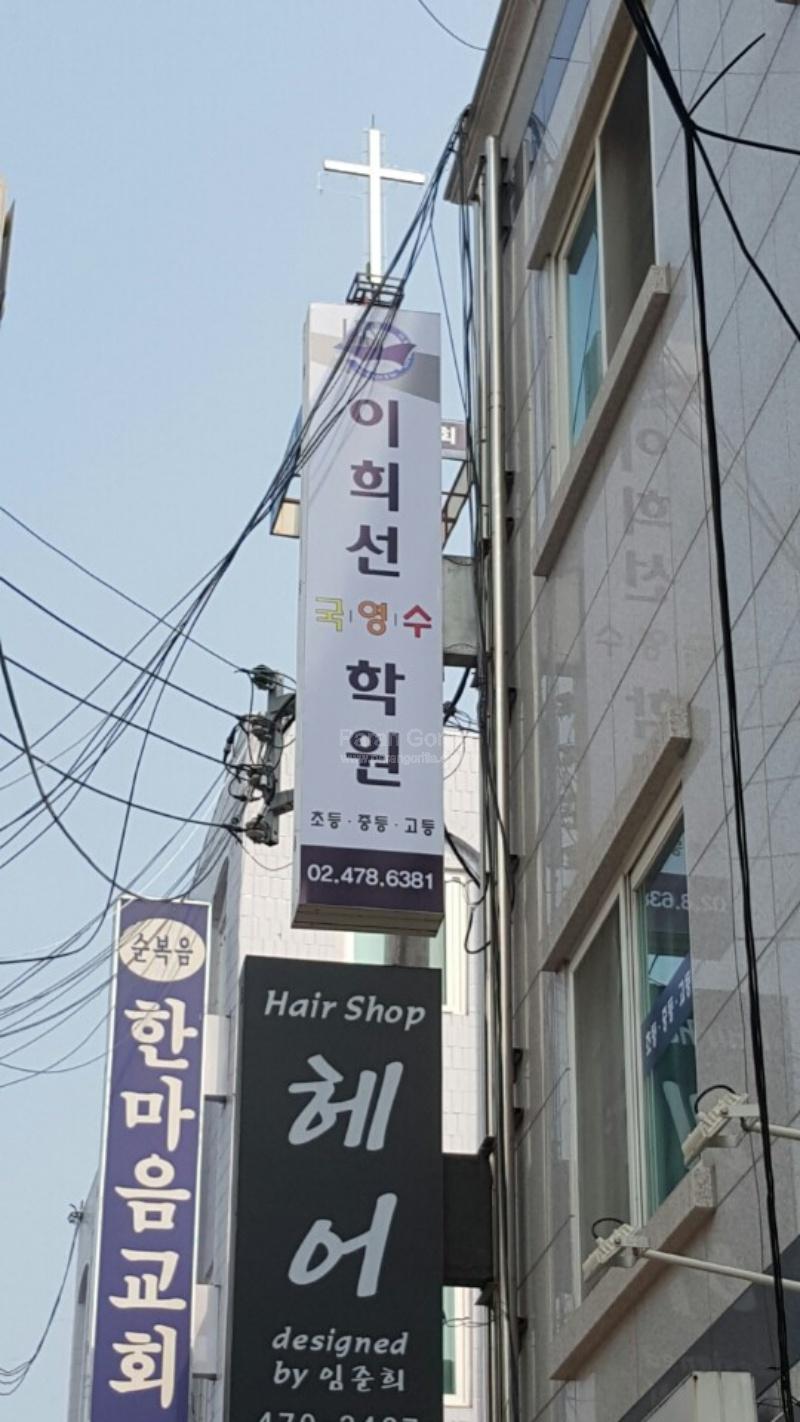 이희선
국·영·수
학원
초등·중등·고등
02.478.6381
순복음
한마음교회
Hair Shop
헤어
designed
by 임준희
회